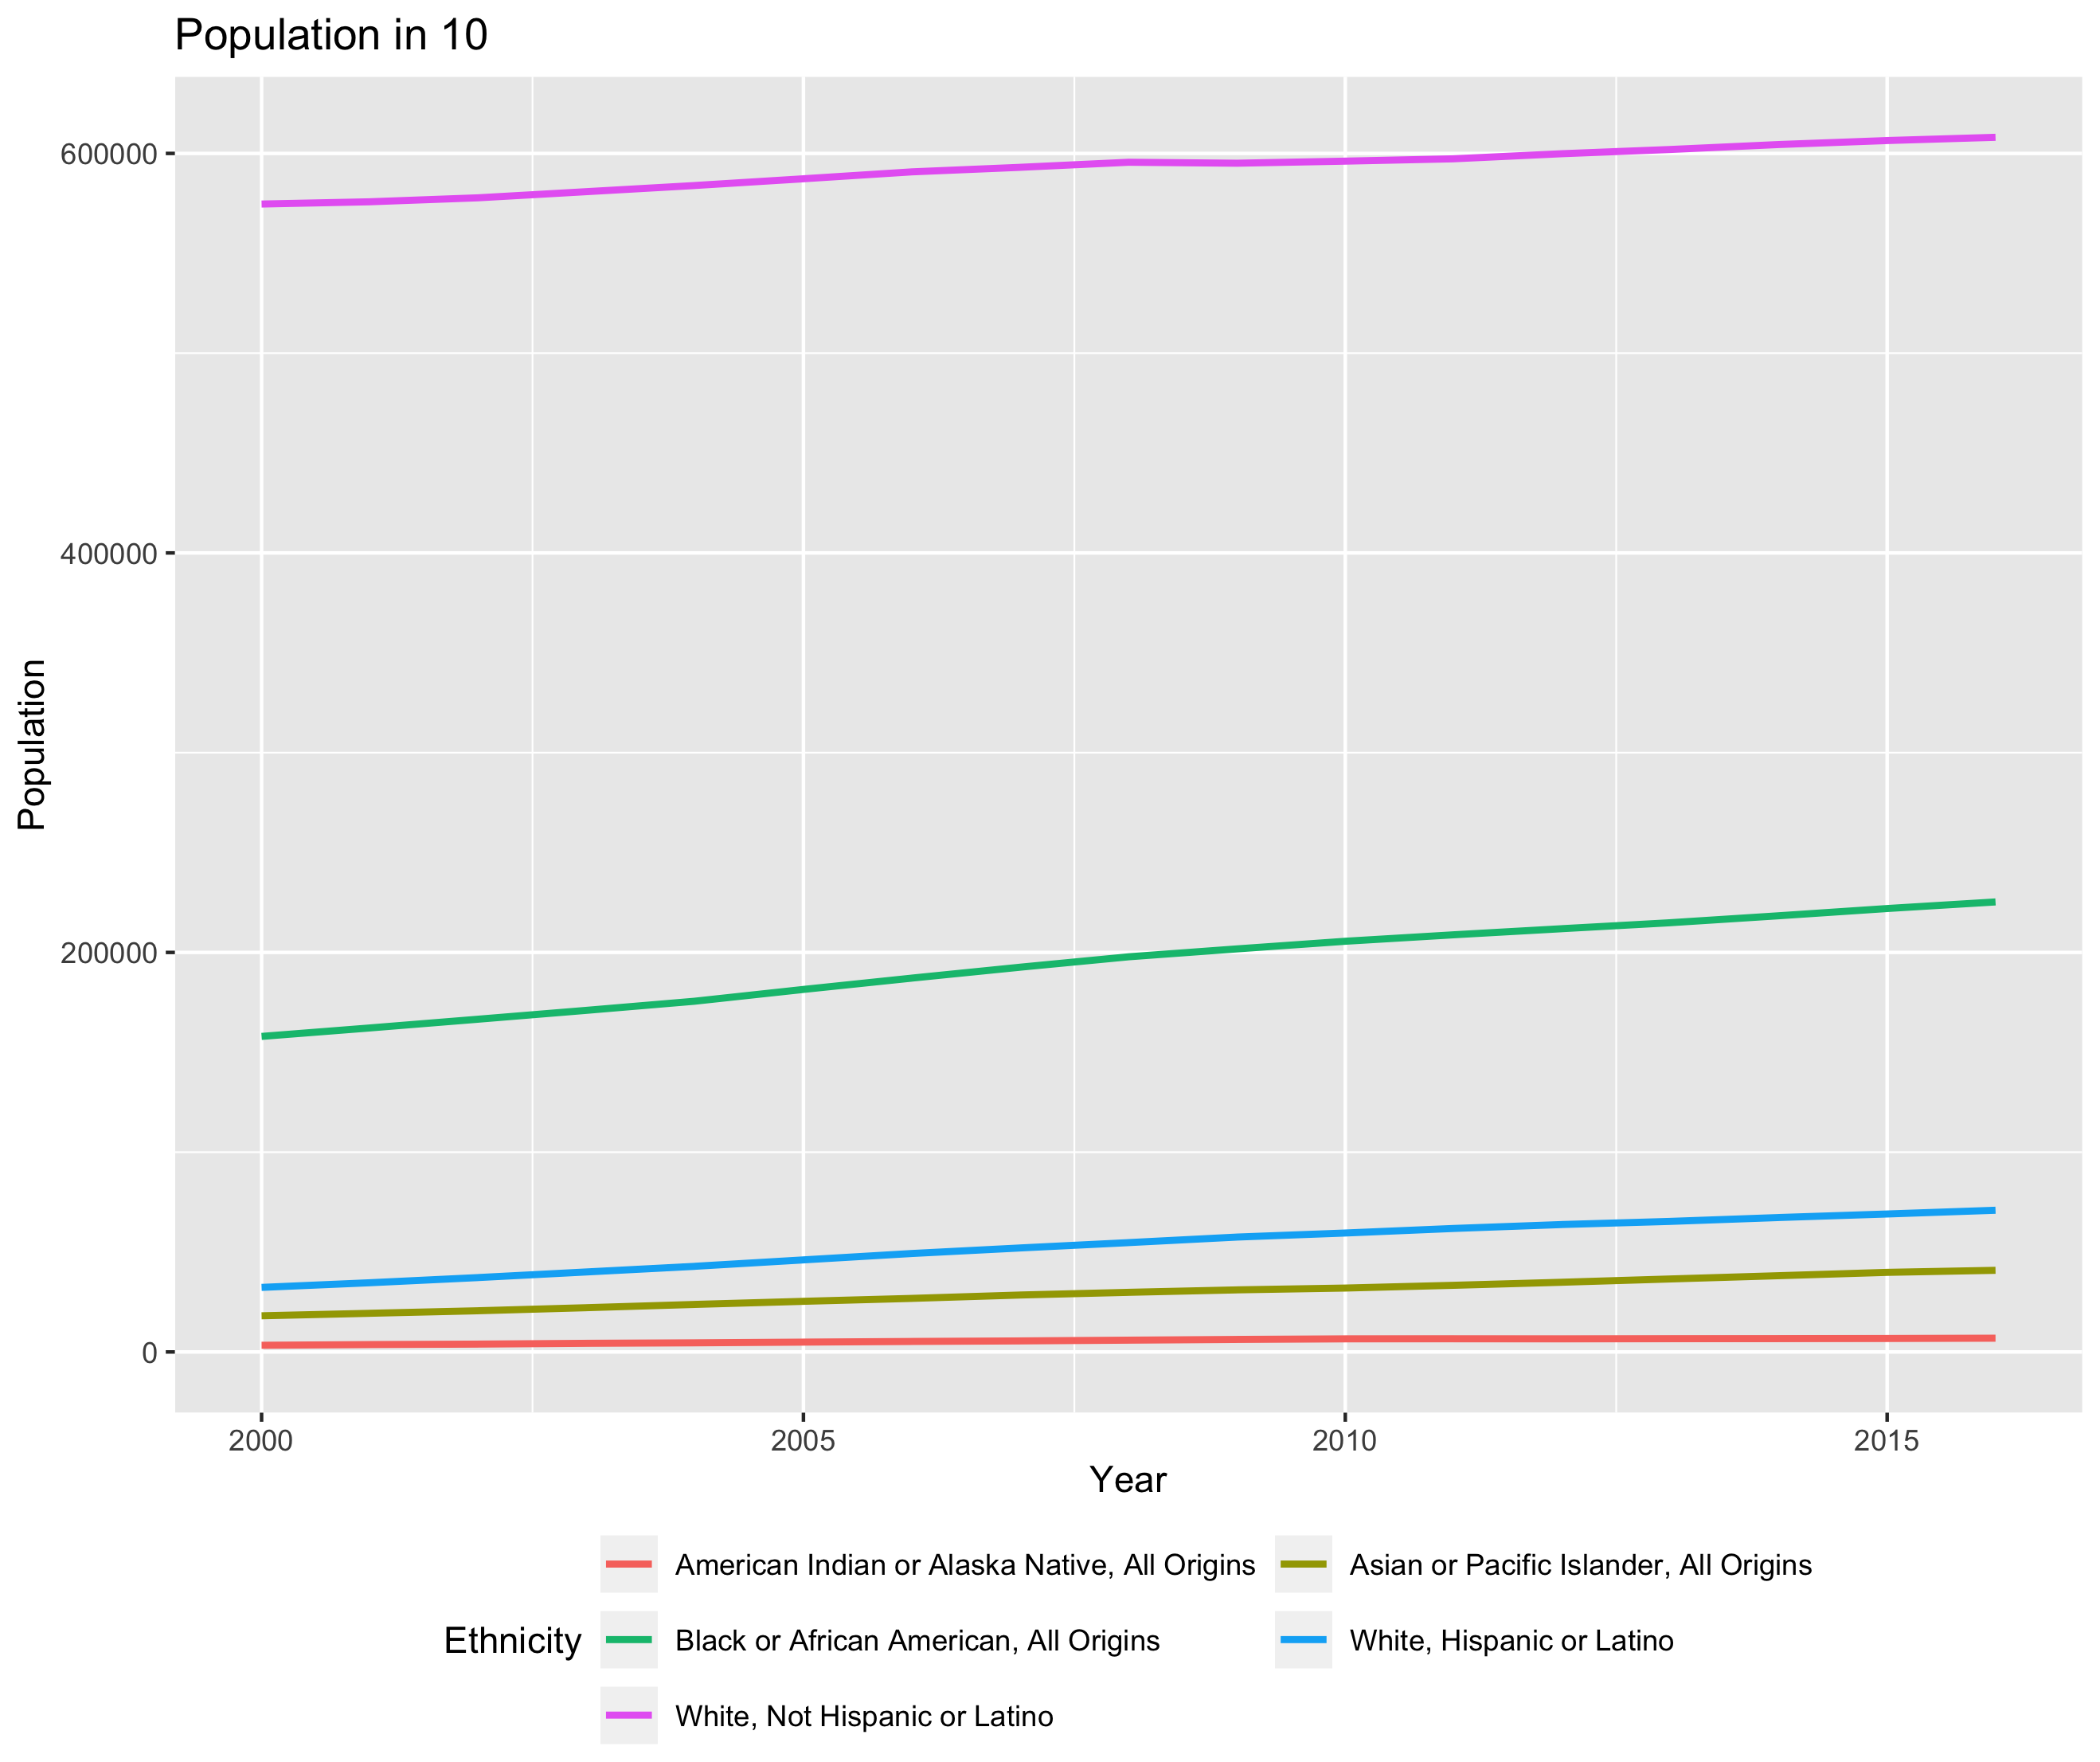 Population in 10
600000
400000
200000
0
Population
2000
2005
2010
2015
Year
Ethnicity
American Indian or Alaska Native, All Origins
Asian or Pacific Islander, All Origins
Black or African American, All Origins
White, Hispanic or Latino
White, Not Hispanic or Latino